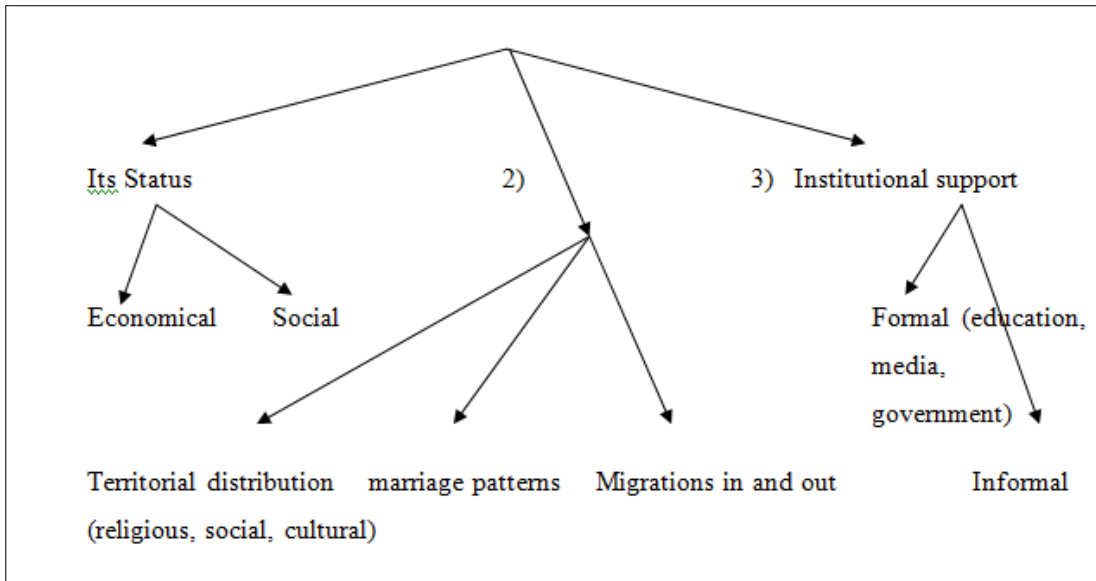 Its Status 2) 3) Institutional support
Economical Social Formal (education,
media,
government)
Territorial distribution marriage patterns Migrations in and out Informal
(religious, social, cultural)